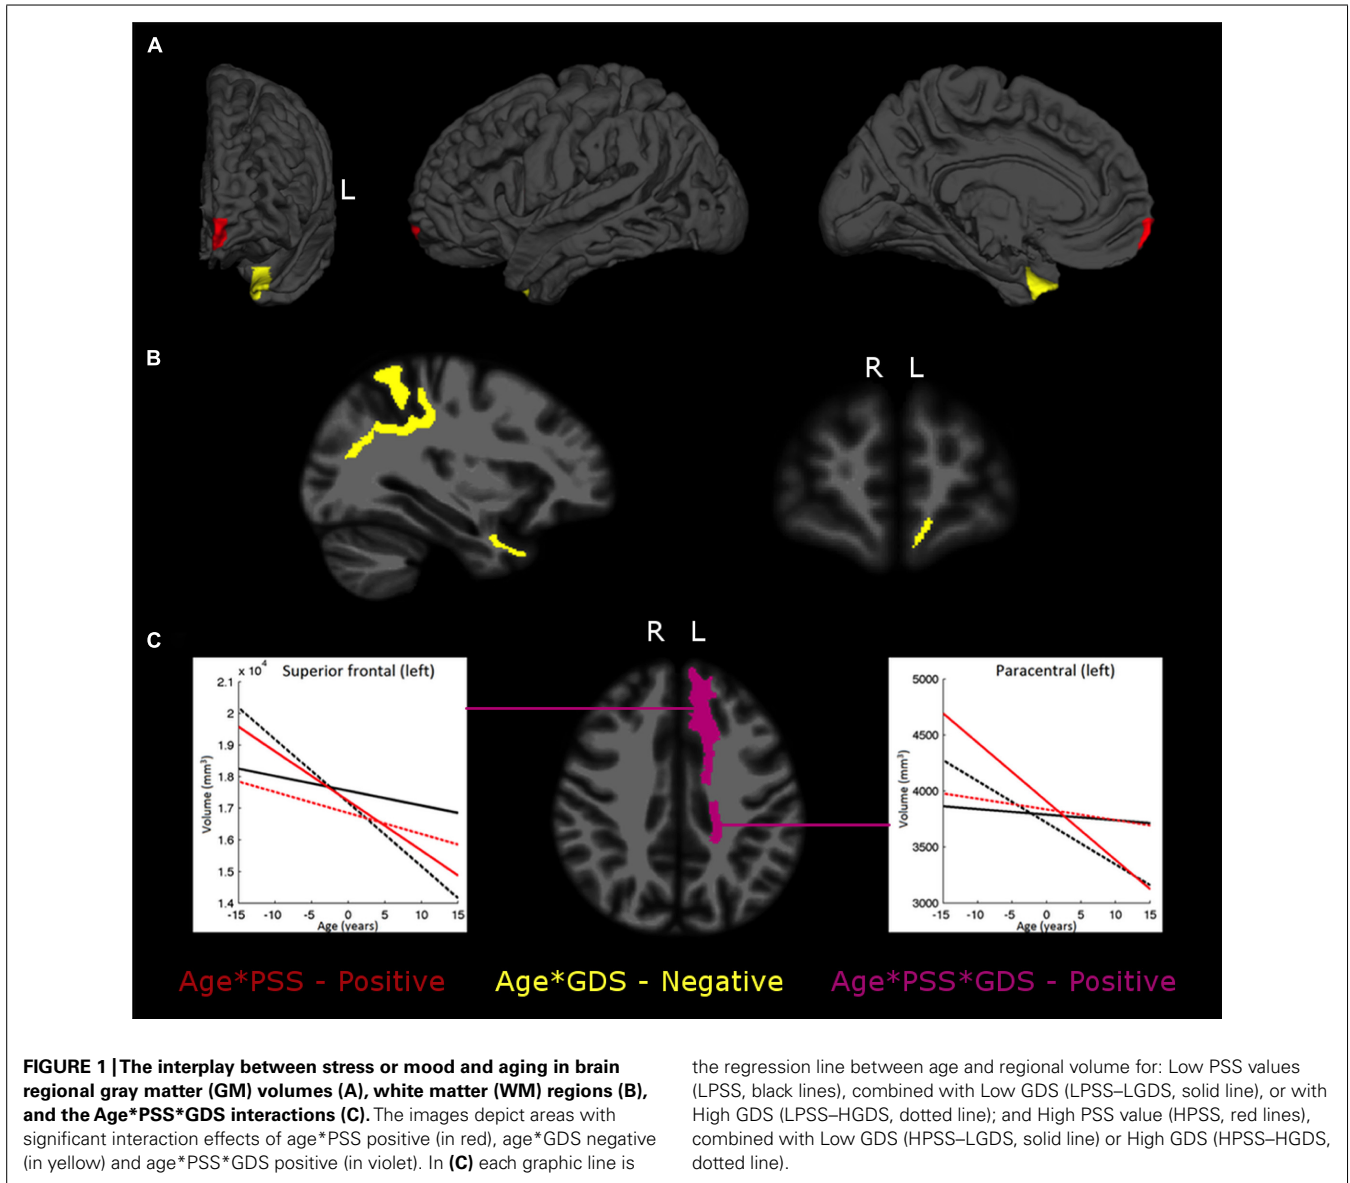 A
L
B
R L
C
R L
x 10^4
Superior frontal (left)
2.1
2
1.9
1.8
1.7
1.6
1.5
1.4
Volume (mm³)
-15 -10 -5 0 5 10 15
Age (years)
Paracentral (left)
5000
4500
4000
3500
3000
Volume (mm³)
-15 -10 -5 0 5 10 15
Age (years)
Age*PSS - Positive
Age*GDS - Negative
Age*PSS*GDS - Positive
FIGURE 1 | The interplay between stress or mood and aging in brain
regional gray matter (GM) volumes (A), white matter (WM) regions (B),
and the Age*PSS*GDS interactions (C). The images depict areas with
significant interaction effects of age*PSS positive (in red), age*GDS negative
(in yellow) and age*PSS*GDS positive (in violet). In (C) each graphic line is
the regression line between age and regional volume for: Low PSS values
(LPSS, black lines), combined with Low GDS (LPSS–LGDS, solid line), or with
High GDS (LPSS–HGDS, dotted line); and High PSS value (HPSS, red lines),
combined with Low GDS (HPSS–LGDS, solid line) or High GDS (HPSS–HGDS,
dotted line).